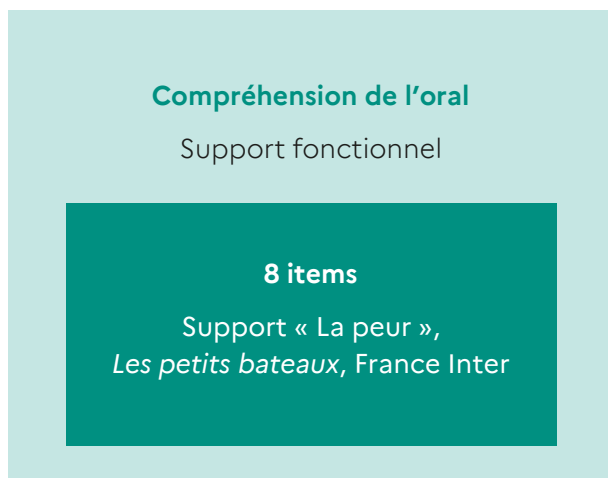 Compréhension de l’oral
Support fonctionnel
8 items
Support « La peur »,
Les petits bateaux, France Inter